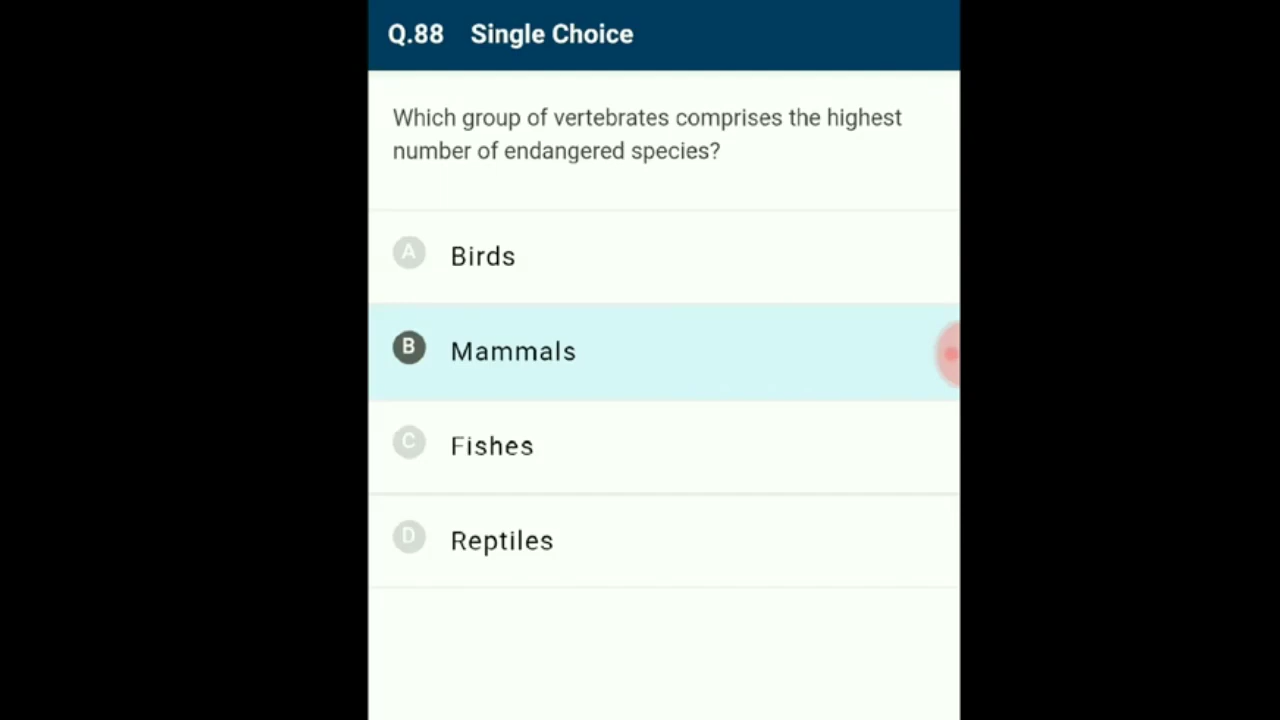 Q.88 Single Choice
Which group of vertebrates comprises the highest
number of endangered species?
A Birds
B Mammals
C Fishes
D Reptiles